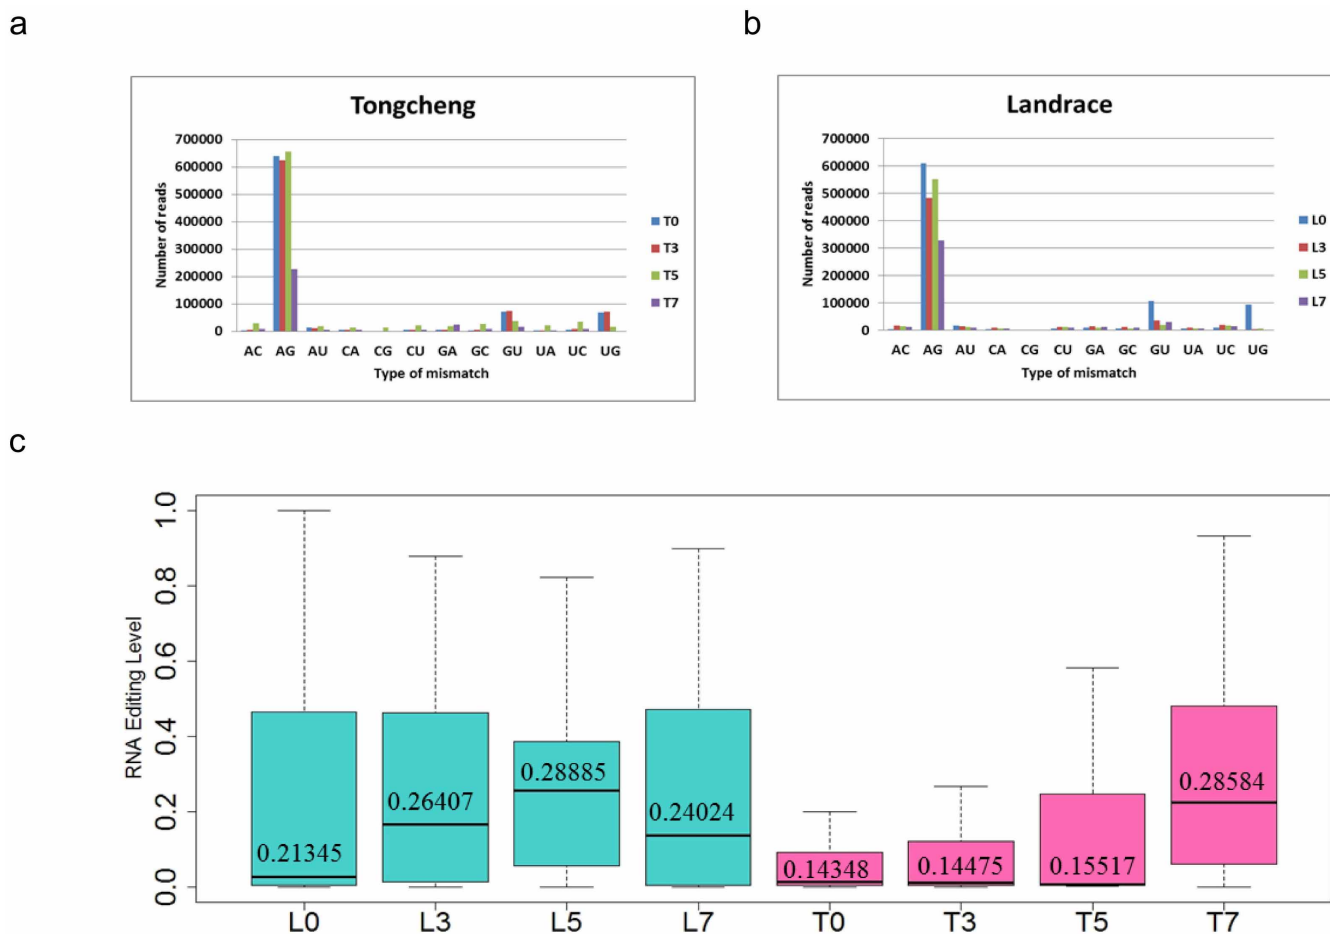 a
b
Tongcheng
700000
600000
500000
400000
300000
200000
100000
0
Number of reads
AC AG AU CA CG CU GA GC GU UA UC UG
Type of mismatch
T0
T3
T5
T7
Landrace
700000
600000
500000
400000
300000
200000
100000
0
Number of reads
AC AG AU CA CG CU GA GC GU UA UC UG
Type of mismatch
L0
L3
L5
L7
c
1.0
0.8
0.6
0.4
0.2
0.0
RNA Editing Level
0.21345
0.26407
0.28885
0.24024
0.14348
0.14475
0.15517
0.28584
L0 L3 L5 L7 T0 T3 T5 T7